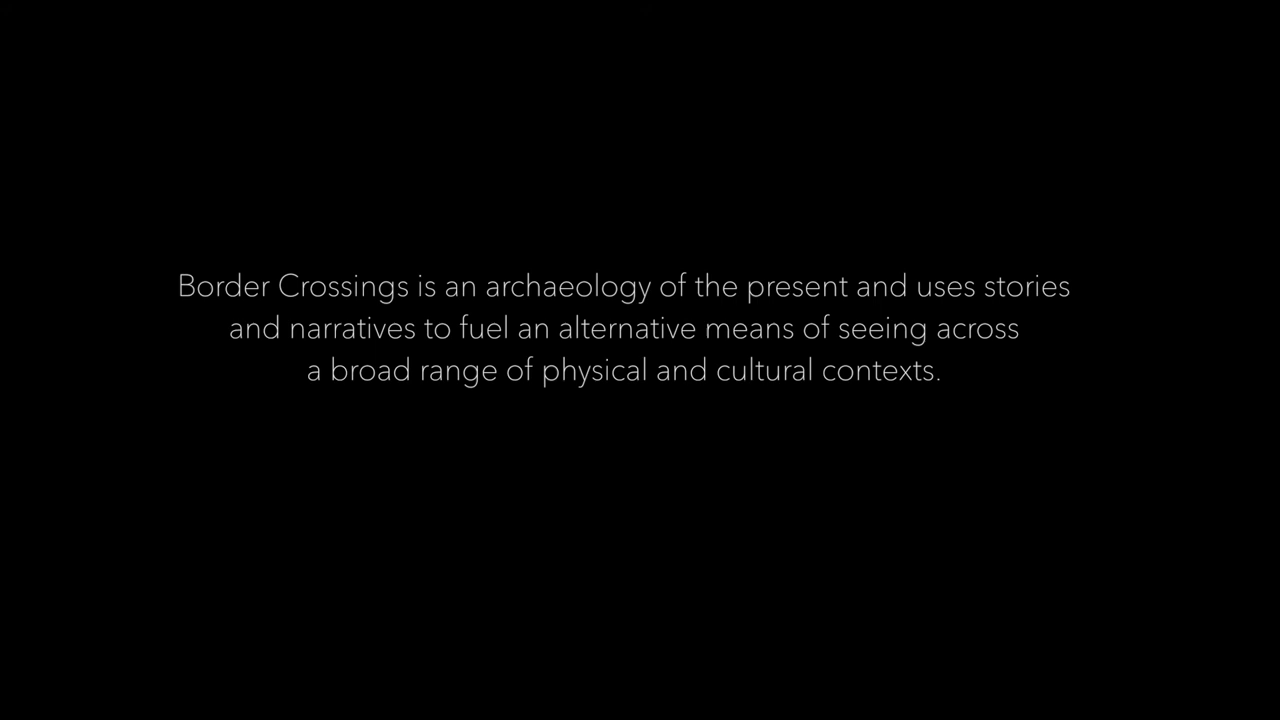 Border Crossings is an archaeology of the present and uses stories
and narratives to fuel an alternative means of seeing across
a broad range of physical and cultural contexts.